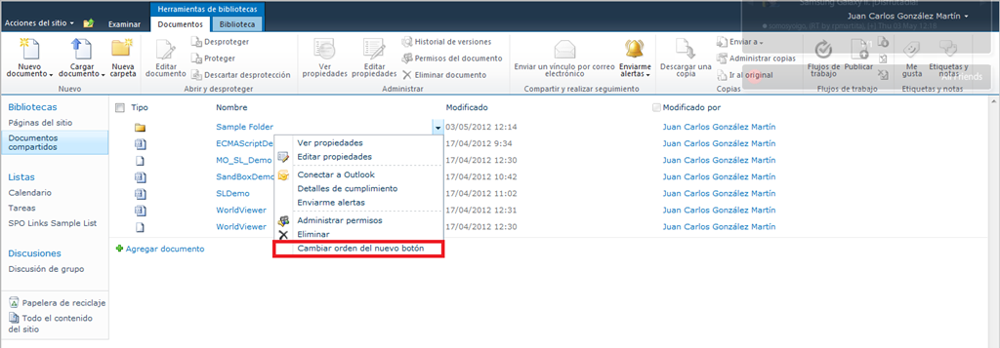 Herramientas de bibliotecas
Samsung Galaxy II, ¡Disfrutadla!
Acciones del sitio
Examinar
Documentos
Biblioteca
Juan Carlos González Martín
Nuevo documento
Cargar documento
Nueva carpeta
Editar documento
Desproteger
Proteger
Descartar desprotección
Ver propiedades
Editar propiedades
Historial de versiones
Permisos del documento
Eliminar documento
Enviar un vínculo por correo electrónico
Enviarme alertas
Descargar una copia
Enviar a
Administrar copias
Ir al original
Flujos de trabajo
Publicar
Me gusta
Etiquetas y notas
Friends
Nuevo
Abrir y desproteger
Administrar
Compartir y realizar seguimiento
Copias
Flujos de trabajo
Etiquetas y notas
Bibliotecas
Páginas del sitio
Documentos
compartidos
Listas
Calendario
Tareas
SPO Links Sample List
Discusiones
Discusión de grupo
Papelera de reciclaje
Todo el contenido
del sitio
Tipo Nombre Modificado Modificado por
Sample Folder 03/05/2012 12:14 Juan Carlos González Martín
ECMAScriptDe 17/04/2012 9:34 Juan Carlos González Martín
MO_SL_Demo 17/04/2012 12:30 Juan Carlos González Martín
SandBoxDemo 17/04/2012 10:42 Juan Carlos González Martín
SLDemo 17/04/2012 11:02 Juan Carlos González Martín
WorldViewer 17/04/2012 12:31 Juan Carlos González Martín
WorldViewer 17/04/2012 12:30 Juan Carlos González Martín
Agregar documento
Ver propiedades
Editar propiedades
Conectar a Outlook
Detalles de cumplimiento
Enviarme alertas
Administrar permisos
Eliminar
Cambiar orden del nuevo botón